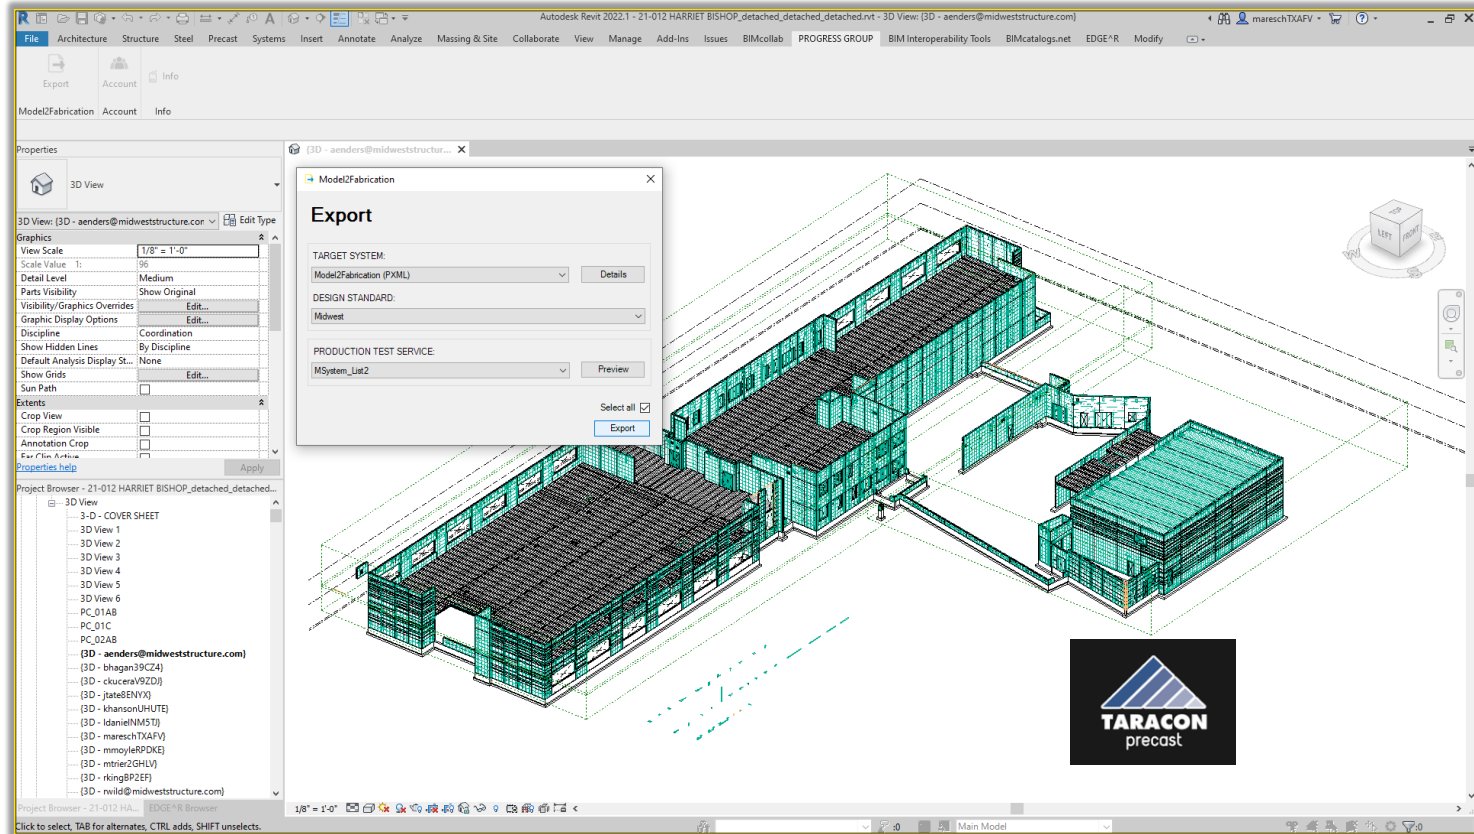 Autodesk Revit 2022.1 - 21-012 HARRIET BISHOP_detached_detached_detached.rvt - 3D View: {3D - aenders@midweststructure.com}
mareschTXAFV
File Architecture Structure Steel Precast Systems Insert Annotate Analyze Massing & Site Collaborate View Manage Add-Ins Issues BIMcollab PROGRESS GROUP BIM Interoperability Tools BIMcatalogs.net EDGE^R Modify
Export Account Info
Model2Fabrication Account Info
Properties
{3D - aenders@midweststructur...
3D View
3D View: {3D - aenders@midweststructure.cor Edit Type
Graphics
View Scale 1/8" = 1'-0"
Scale Value 1: 96
Detail Level Medium
Parts Visibility Show Original
Visibility/Graphics Overrides Edit...
Graphic Display Options Edit...
Discipline Coordination
Show Hidden Lines By Discipline
Default Analysis Display St... None
Show Grids Edit...
Sun Path
Extents
Crop View
Crop Region Visible
Annotation Crop
Far Clip Active
Properties help Apply
Project Browser - 21-012 HARRIET BISHOP_detached_detached...
3D View
3-D - COVER SHEET
3D View 1
3D View 2
3D View 3
3D View 4
3D View 5
3D View 6
PC_01AB
PC_01C
PC_02AB
{3D - aenders@midweststructure.com}
{3D - bhagan39CZ4}
{3D - ckuceraV9ZDJ}
{3D - jtate8ENYX}
{3D - khansonUHUTE}
{3D - ldanielNM5TJ}
{3D - mareschTXAFV}
{3D - mmoyleRPDKE}
{3D - mtrier2GHLV}
{3D - rkingBP2EF}
{3D - rwild@midweststructure.com}
Project Browser - 21-012 HA... EDGE^R Browser
Model2Fabrication
Export
TARGET SYSTEM:
Model2Fabrication (PXML) Details
DESIGN STANDARD:
Midwest
PRODUCTION TEST SERVICE:
MSystem_List2 Preview
Select all
Export
TOP
LEFT FRONT
TARACON
precast
1/8" = 1'-0"
Click to select, TAB for alternates, CTRL adds, SHIFT unselects. :0 Main Model :0